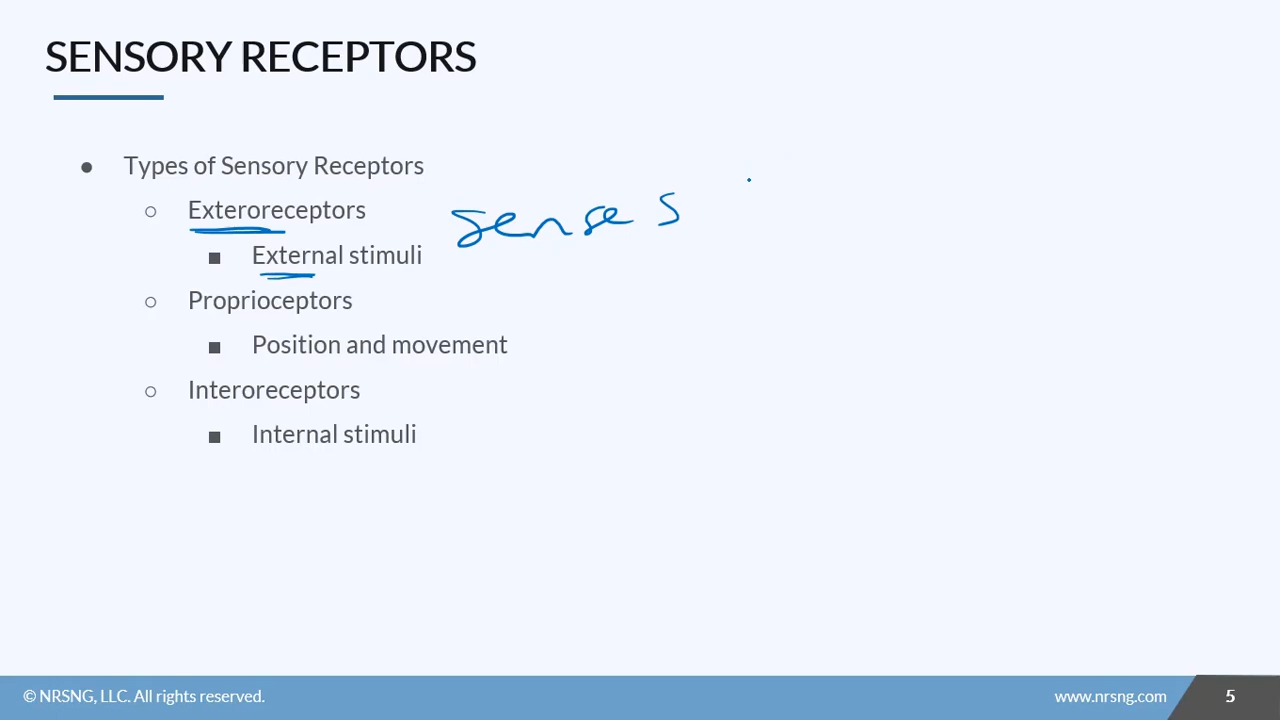 SENSORY RECEPTORS
● Types of Sensory Receptors
○ Exteroreceptors
senses
■ External stimuli
○ Proprioceptors
■ Position and movement
○ Interoreceptors
■ Internal stimuli
© NRSNG, LLC. All rights reserved.
www.nrsng.com 5